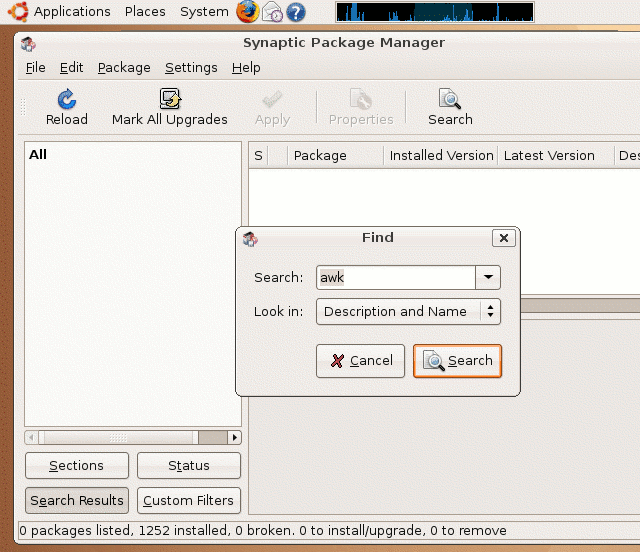 Applications Places System
Synaptic Package Manager
File Edit Package Settings Help
Reload Mark All Upgrades Apply Properties Search
All
S Package Installed Version Latest Version Des
Find
Search: awk
Look in: Description and Name
Cancel Search
Sections Status
Search Results Custom Filters
0 packages listed, 1252 installed, 0 broken. 0 to install/upgrade, 0 to remove